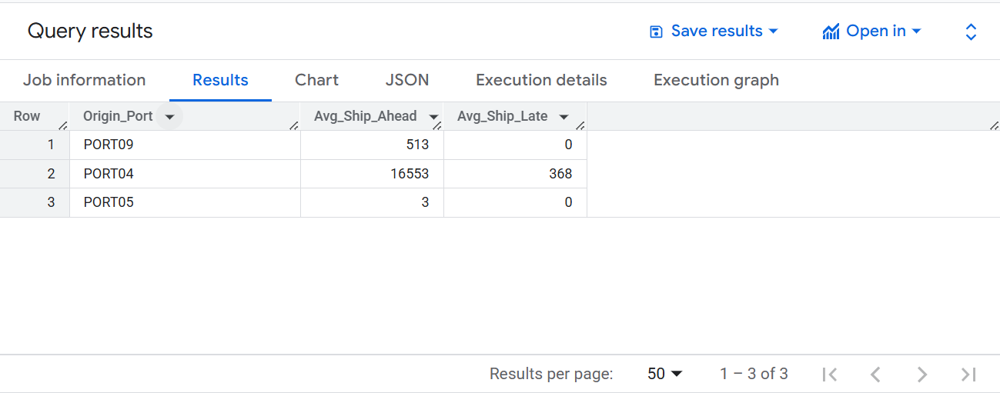 Query results Save results Open in
Job information Results Chart JSON Execution details Execution graph
Row Origin_Port Avg_Ship_Ahead Avg_Ship_Late
1 PORT09 513 0
2 PORT04 16553 368
3 PORT05 3 0
Results per page: 50 1 – 3 of 3